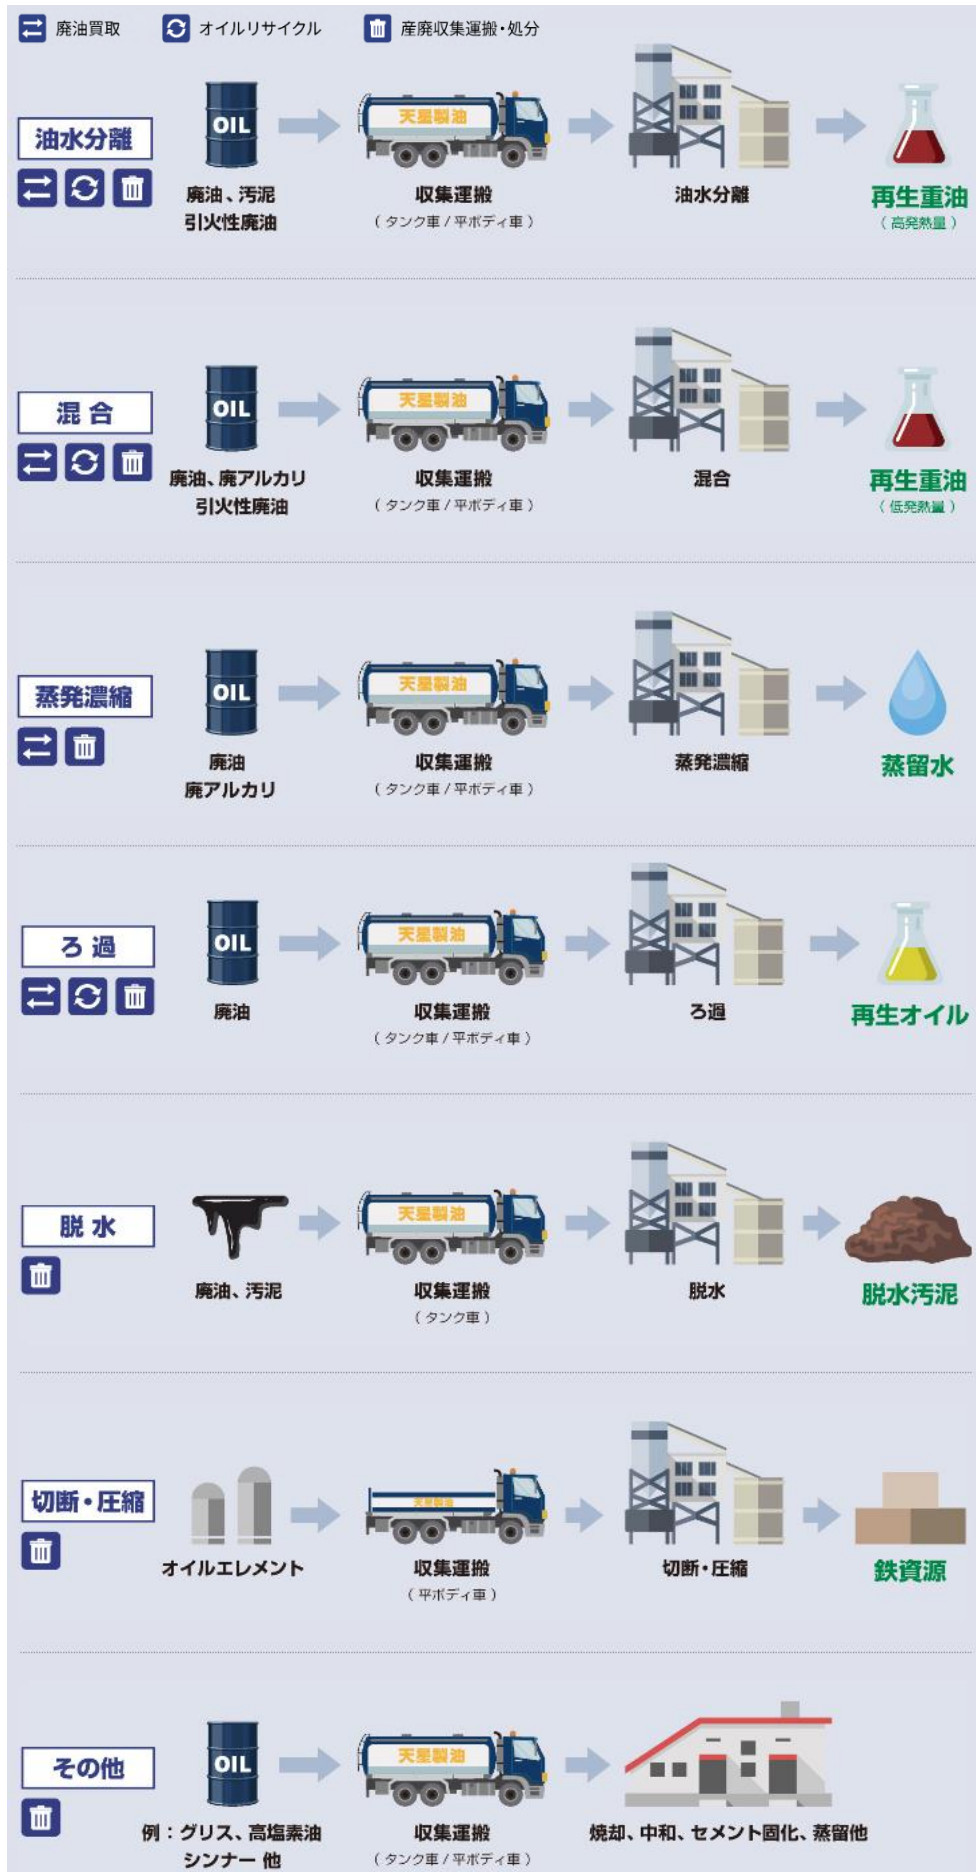 廃油買取 オイルリサイクル 産廃収集運搬・処分
油水分離
OIL
天星製油
廃油、汚泥
引火性廃油
収集運搬
（タンク車 / 平ボディ車）
油水分離
再生重油
（高発熱量）
混合
OIL
天星製油
廃油、廃アルカリ
引火性廃油
収集運搬
（タンク車 / 平ボディ車）
混合
再生重油
（低発熱量）
蒸発濃縮
OIL
天星製油
廃油
廃アルカリ
収集運搬
（タンク車 / 平ボディ車）
蒸発濃縮
蒸留水
ろ過
OIL
天星製油
廃油
収集運搬
（タンク車 / 平ボディ車）
ろ過
再生オイル
脱水
天星製油
廃油、汚泥
収集運搬
（タンク車）
脱水
脱水汚泥
切断・圧縮
天星製油
オイルエレメント
収集運搬
（平ボディ車）
切断・圧縮
鉄資源
その他
OIL
天星製油
例：グリス、高塩素油
シンナー 他
収集運搬
（タンク車 / 平ボディ車）
焼却、中和、セメント固化、蒸留他